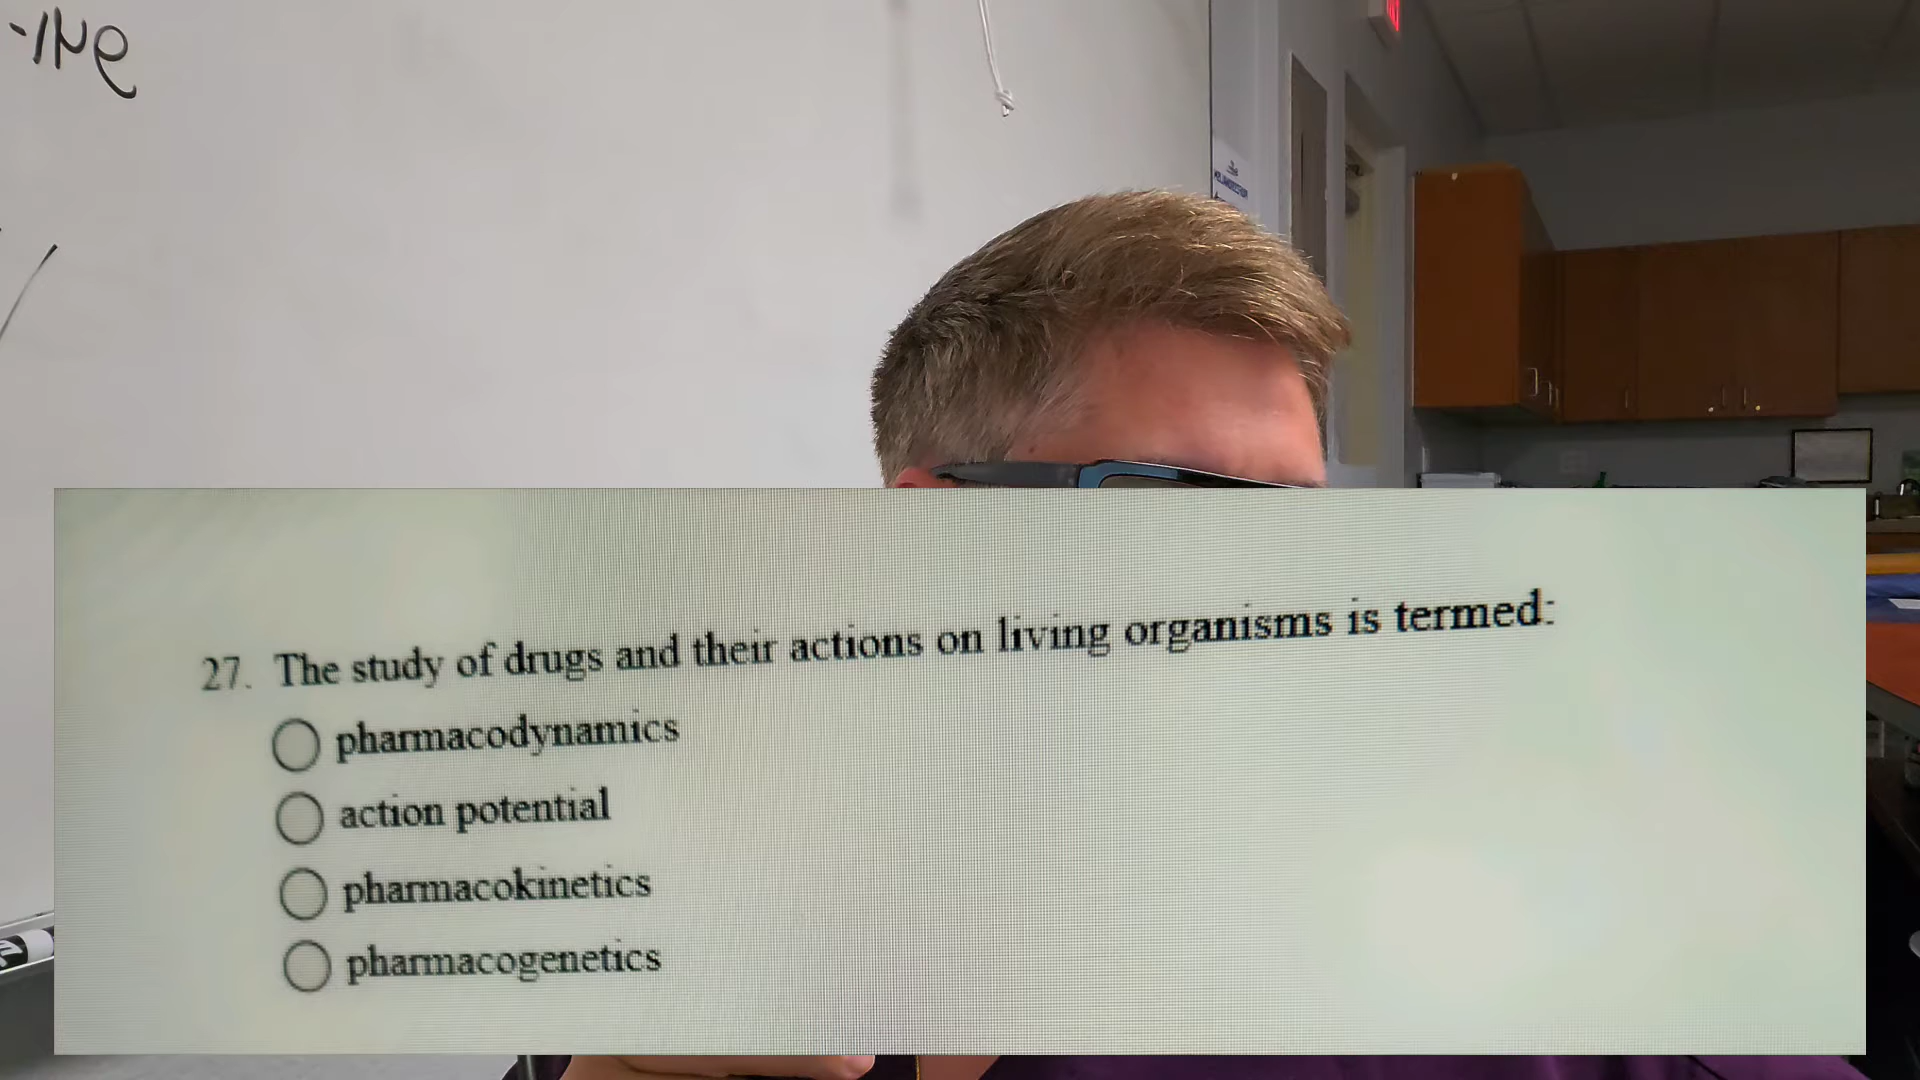 27. The study of drugs and their actions on living organisms is termed:
pharmacodynamics
action potential
pharmacokinetics
pharmacogenetics